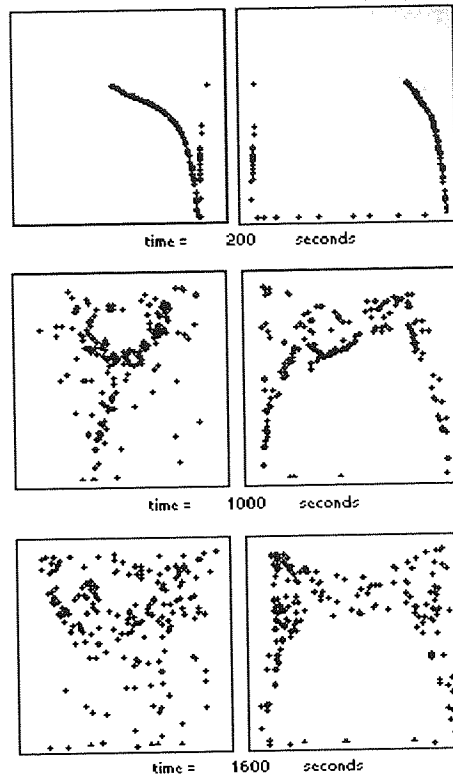 time = 200 seconds
time = 1000 seconds
time = 1600 seconds